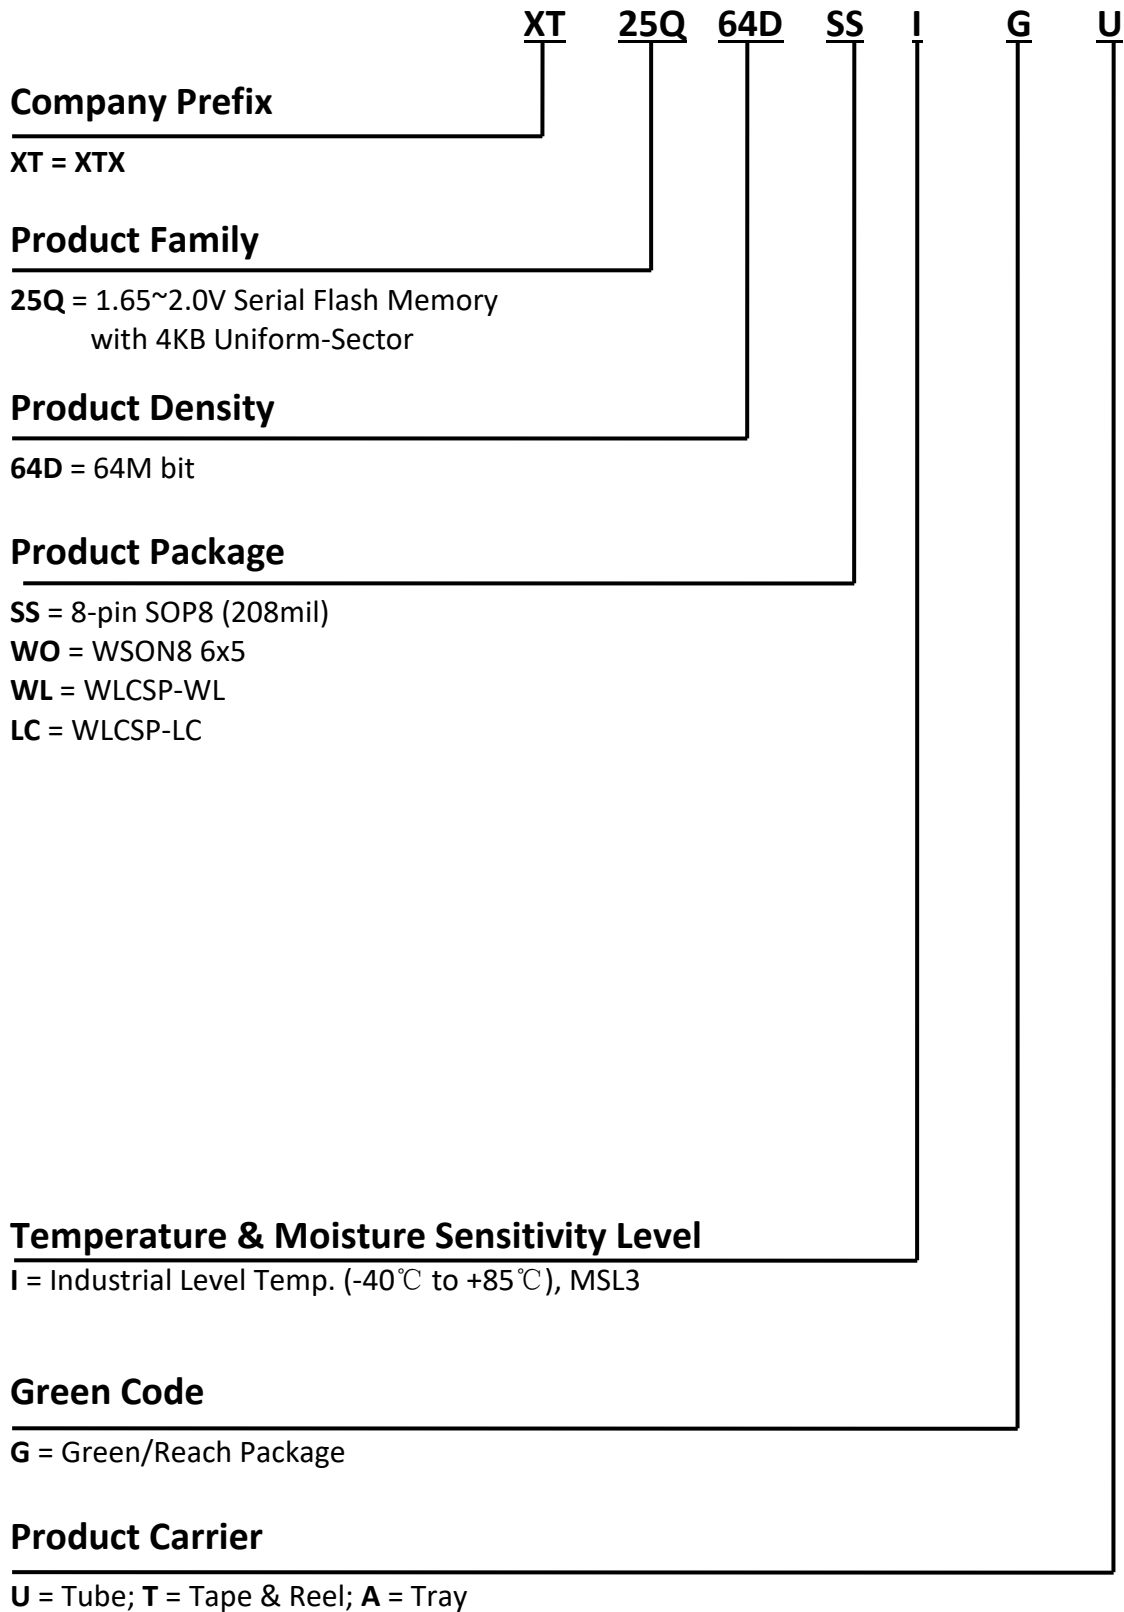 XT 25Q 64D SS I G U
Company Prefix
XT = XTX
Product Family
25Q = 1.65~2.0V Serial Flash Memory
with 4KB Uniform-Sector
Product Density
64D = 64M bit
Product Package
SS = 8-pin SOP8 (208mil)
WO = WSON8 6x5
WL = WLCSP-WL
LC = WLCSP-LC
Temperature & Moisture Sensitivity Level
I = Industrial Level Temp. (-40℃ to +85℃), MSL3
Green Code
G = Green/Reach Package
Product Carrier
U = Tube; T = Tape & Reel; A = Tray